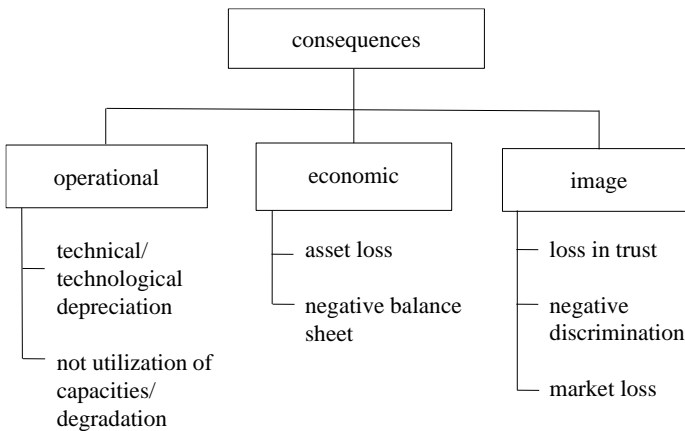 consequences
operational
economic
image
technical/
technological
depreciation
not utilization of
capacities/
degradation
asset loss
negative balance
sheet
loss in trust
negative
discrimination
market loss